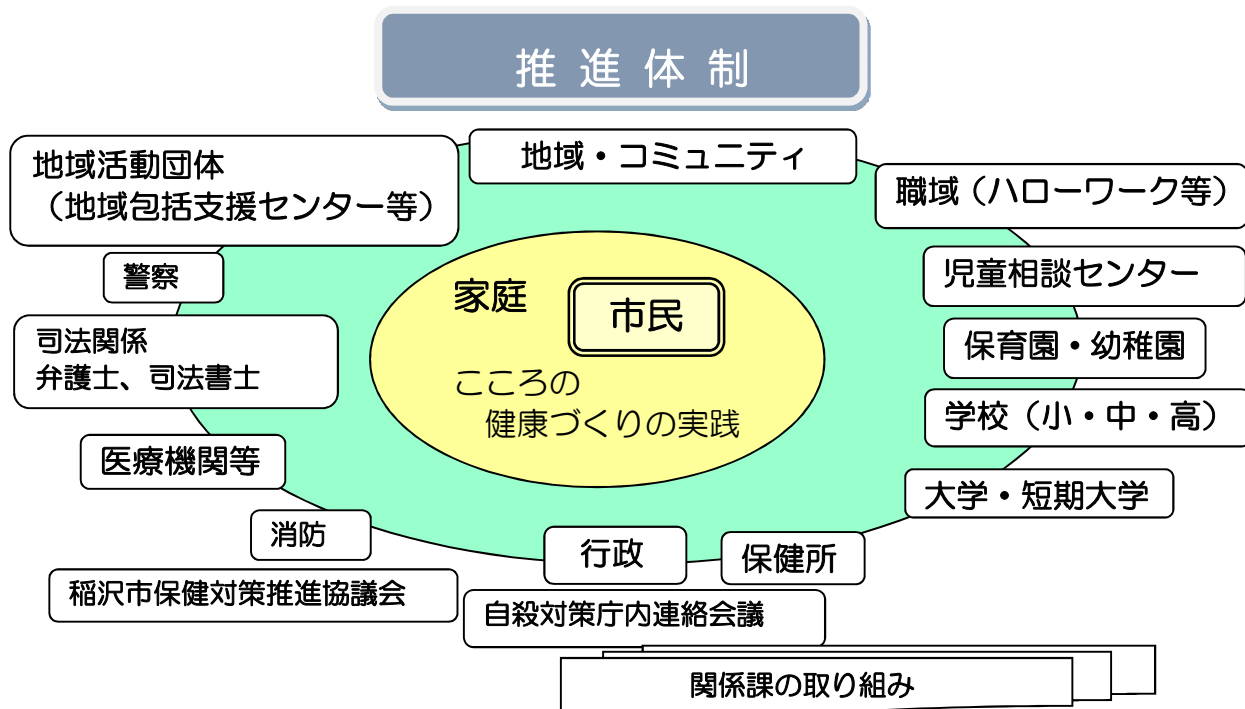 推進体制
地域活動団体
（地域包括支援センター等）
地域・コミュニティ
職域（ハローワーク等）
警察
児童相談センター
家庭
市民
司法関係
弁護士、司法書士
保育園・幼稚園
こころの
健康づくりの実践
学校（小・中・高）
医療機関等
大学・短期大学
消防
行政
保健所
稲沢市保健対策推進協議会
自殺対策庁内連絡会議
関係課の取り組み